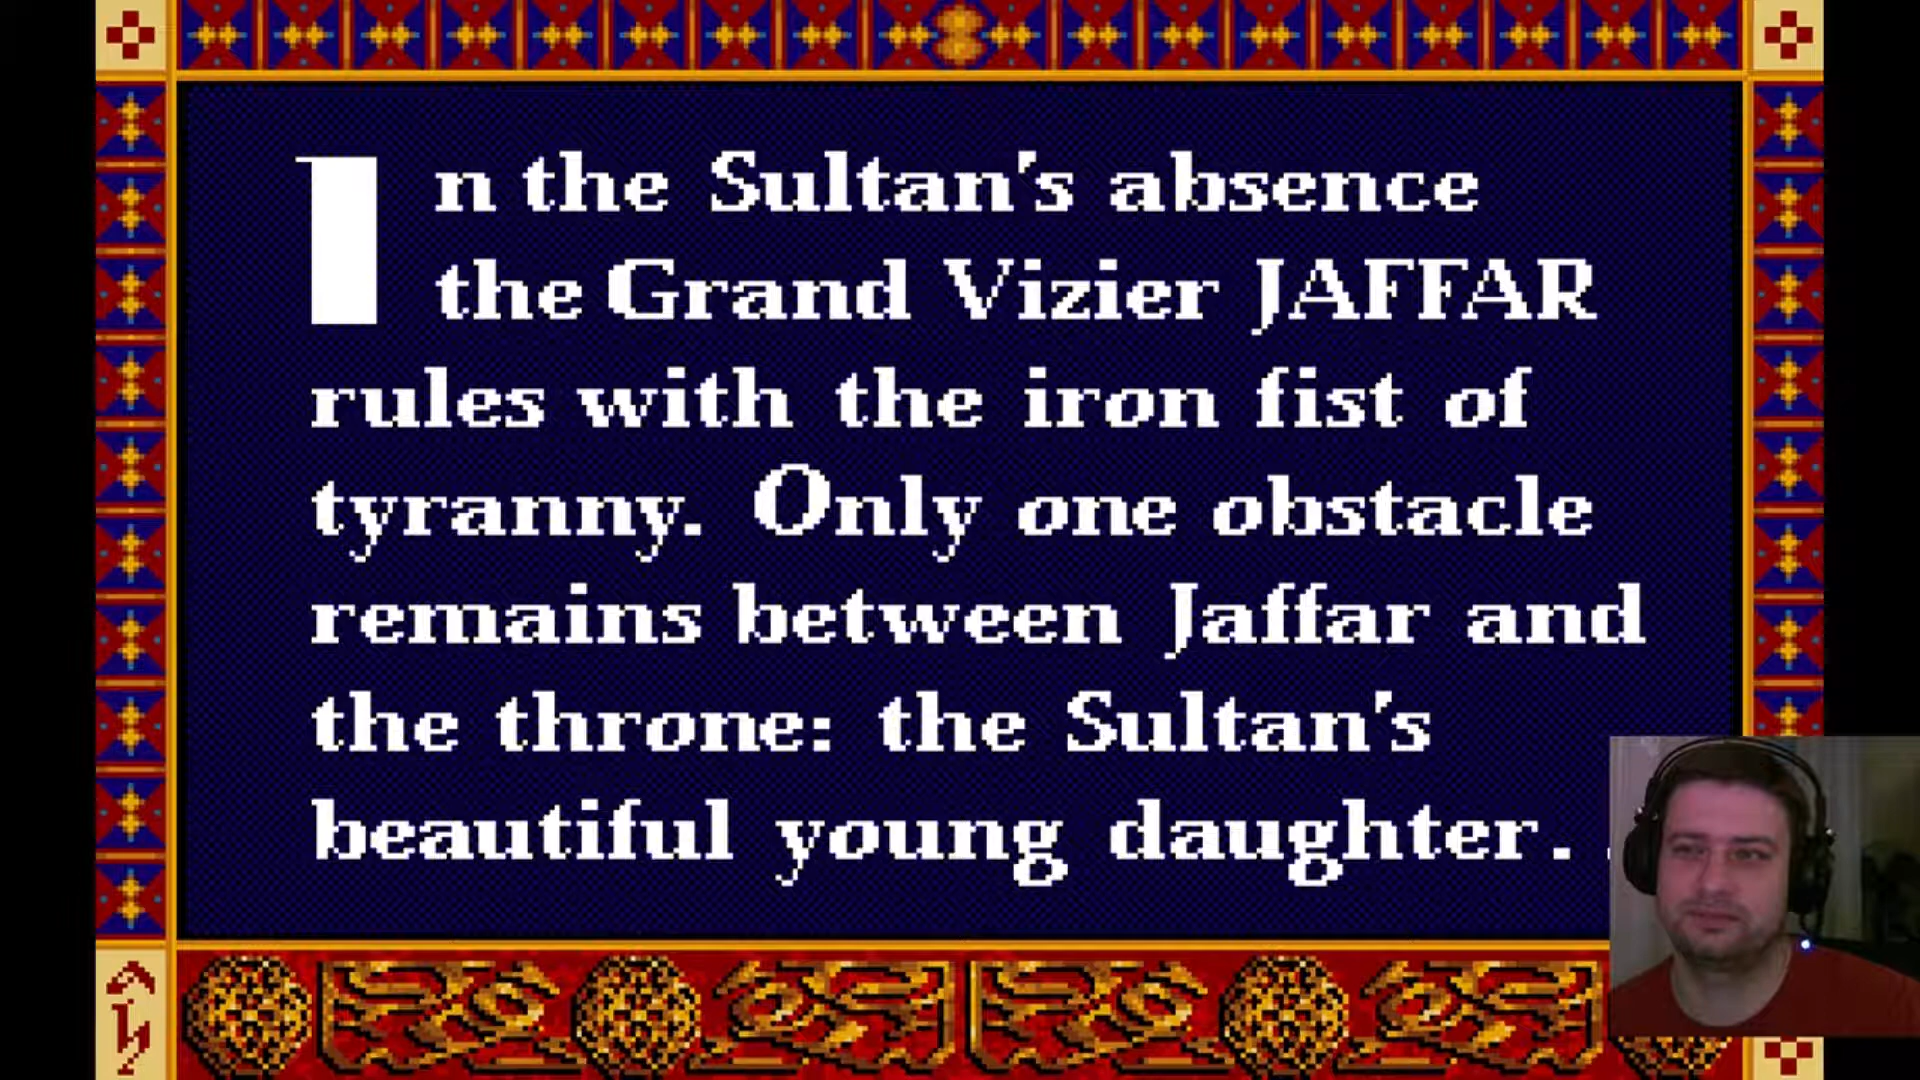 In the Sultan's absence
the Grand Vizier JAFFAR
rules with the iron fist of
tyranny. Only one obstacle
remains between Jaffar and
the throne: the Sultan's
beautiful young daughter. .